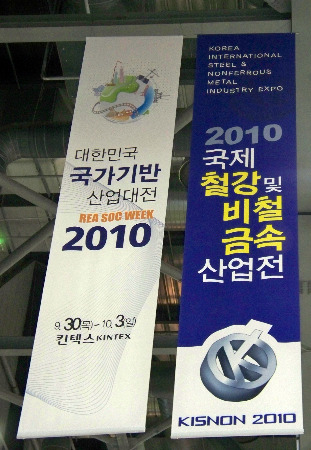 대한민국
국가기반
산업대전
REA SOC WEEK
2010
9.30(목)~10.3(일)
킨텍스 KINTEX
KOREA
INTERNATIONAL
STEEL &
NONFERROUS
METAL
INDUSTRY EXPO
2010
국제
철강 및
비철
금속
산업전
KISNON 2010